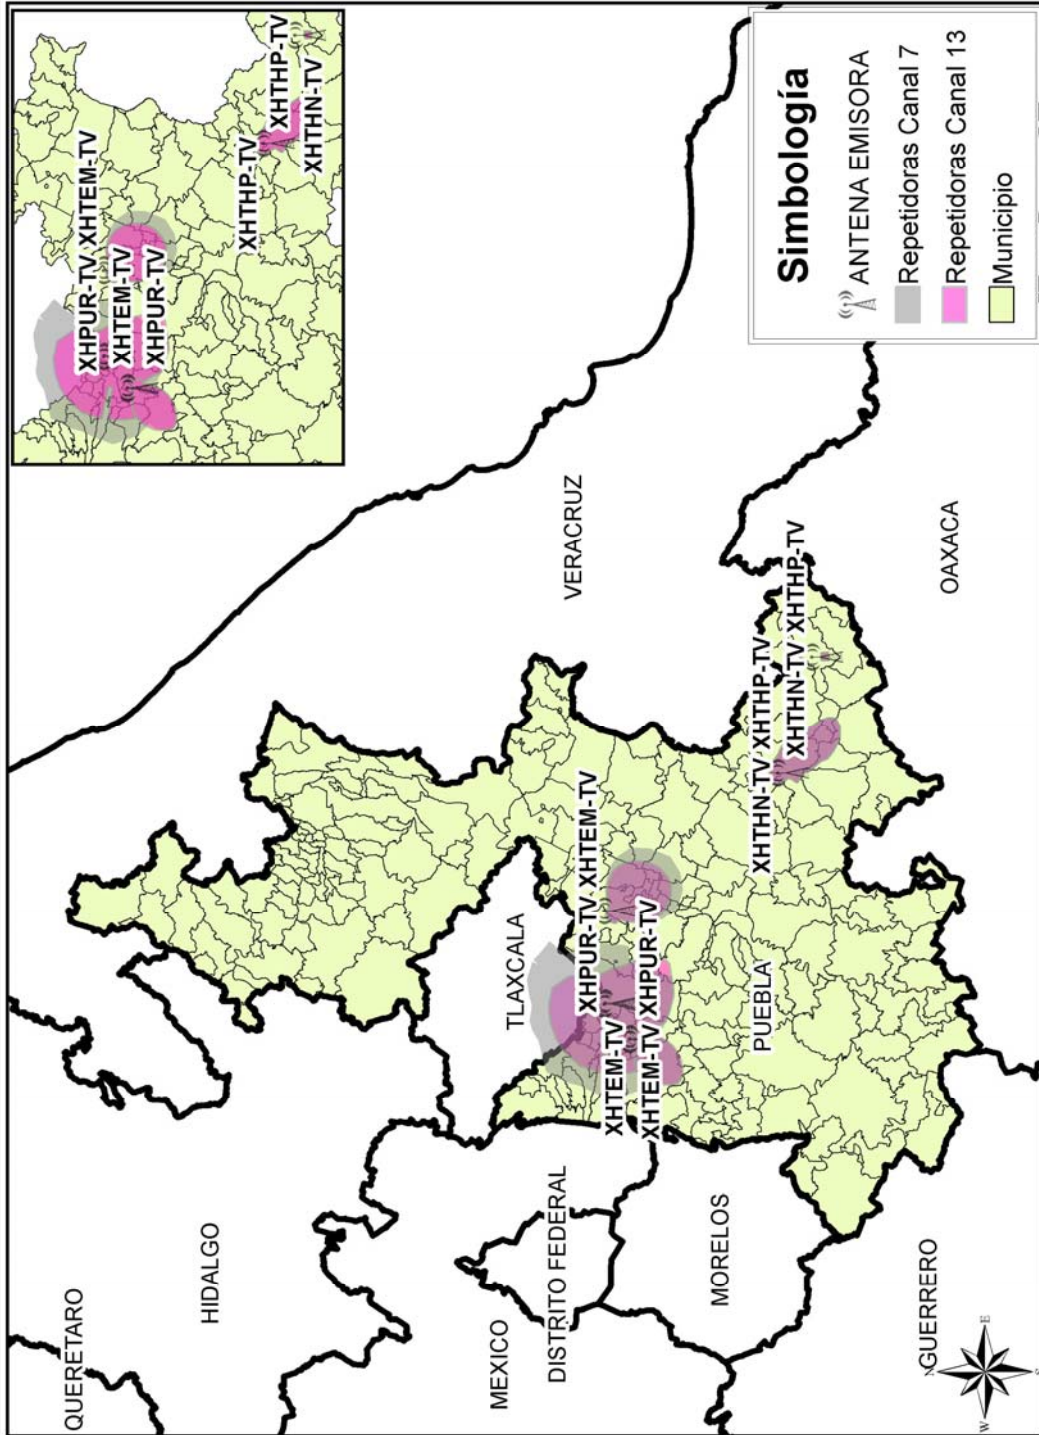 XHPUR-TV XHTEM-TV
XHTEM-TV
XHPUR-TV
XHTHP-TV
XHTHP-TV
XHTHN-TV
QUERETARO
HIDALGO
VERACRUZ
TLAXCALA
MEXICO
DISTRITO FEDERAL
XHPUR-TV XHTEM-TV
XHTEM-TV
XHTEM-TV XHPUR-TV
MORELOS
PUEBLA
XHTHN-TV XHTHP-TV
XHTHN-TV XHTHP-TV
GUERRERO
OAXACA
N
W
E
S
Simbología
ANTENA EMISORA
Repetidoras Canal 7
Repetidoras Canal 13
Municipio